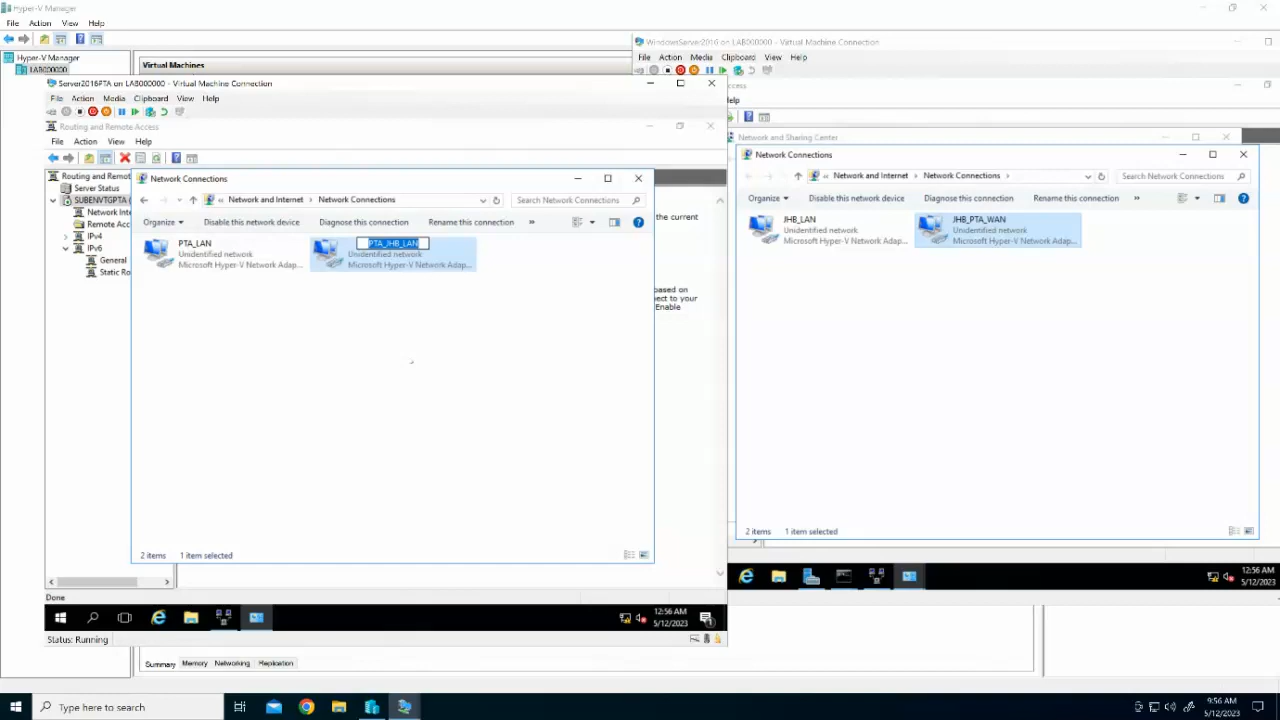 Hyper-V Manager
File Action View Help
Hyper-V Manager
LAB000000
Virtual Machines
WindowsServer2016 on LAB000000 - Virtual Machine Connection
File Action Media Clipboard View Help
Server2016PTA on LAB000000 - Virtual Machine Connection
File Action Media Clipboard View Help
Routing and Remote Access
File Action View Help
Routing and Remo
Server Status
SUBENVTGPTA (
Network Inte
Remote Acce
IPv4
IPv6
General
Static Ro
the current
based on
ect to your
Enable
Done
Network Connections
Network and Internet Network Connections
Search Network Connections
Organize Disable this network device Diagnose this connection Rename this connection »
PTA_LAN
Unidentified network
Microsoft Hyper-V Network Adap...
PTA_JHB_LAN
Unidentified network
Microsoft Hyper-V Network Adap...
2 items 1 item selected
12:56 AM
5/12/2023
Status: Running
ccess
elp
Network and Sharing Center
Network Connections
« Network and Internet Network Connections
Search Network Connections
Organize Disable this network device Diagnose this connection Rename this connection »
JHB_LAN
Unidentified network
Microsoft Hyper-V Network Adap...
JHB_PTA_WAN
Unidentified network
Microsoft Hyper-V Network Adap...
2 items 1 item selected
12:56 AM
5/12/2023
Summary Memory Networking Replication
Type here to search
9:56 AM
5/12/2023